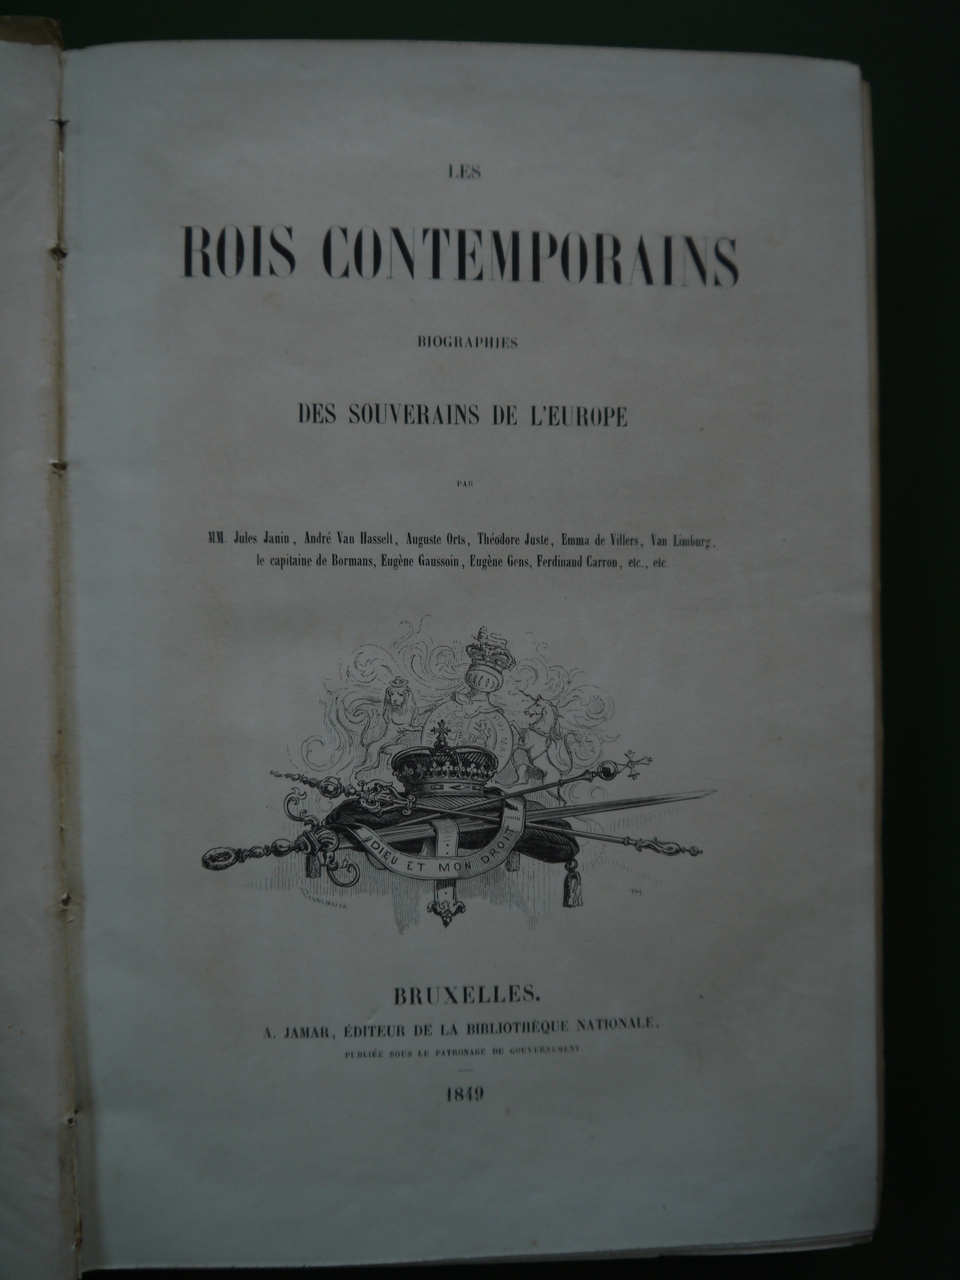 LES
ROIS CONTEMPORAINS
BIOGRAPHIES
DES SOUVERAINS DE L'EUROPE
PAR
MM. Jules Janin, André Van Hasselt, Auguste Orts, Théodore Juste, Emma de Villers, Van Limburg,
le capitaine de Bormans, Eugène Gaussoin, Eugène Gens, Ferdinand Carron, etc., etc.
DIEU ET MON DROIT
BRUXELLES.
A. JAMAR, ÉDITEUR DE LA BIBLIOTHÈQUE NATIONALE,
PUBLIÉE SOUS LE PATRONAGE DU GOUVERNEMENT.
1849